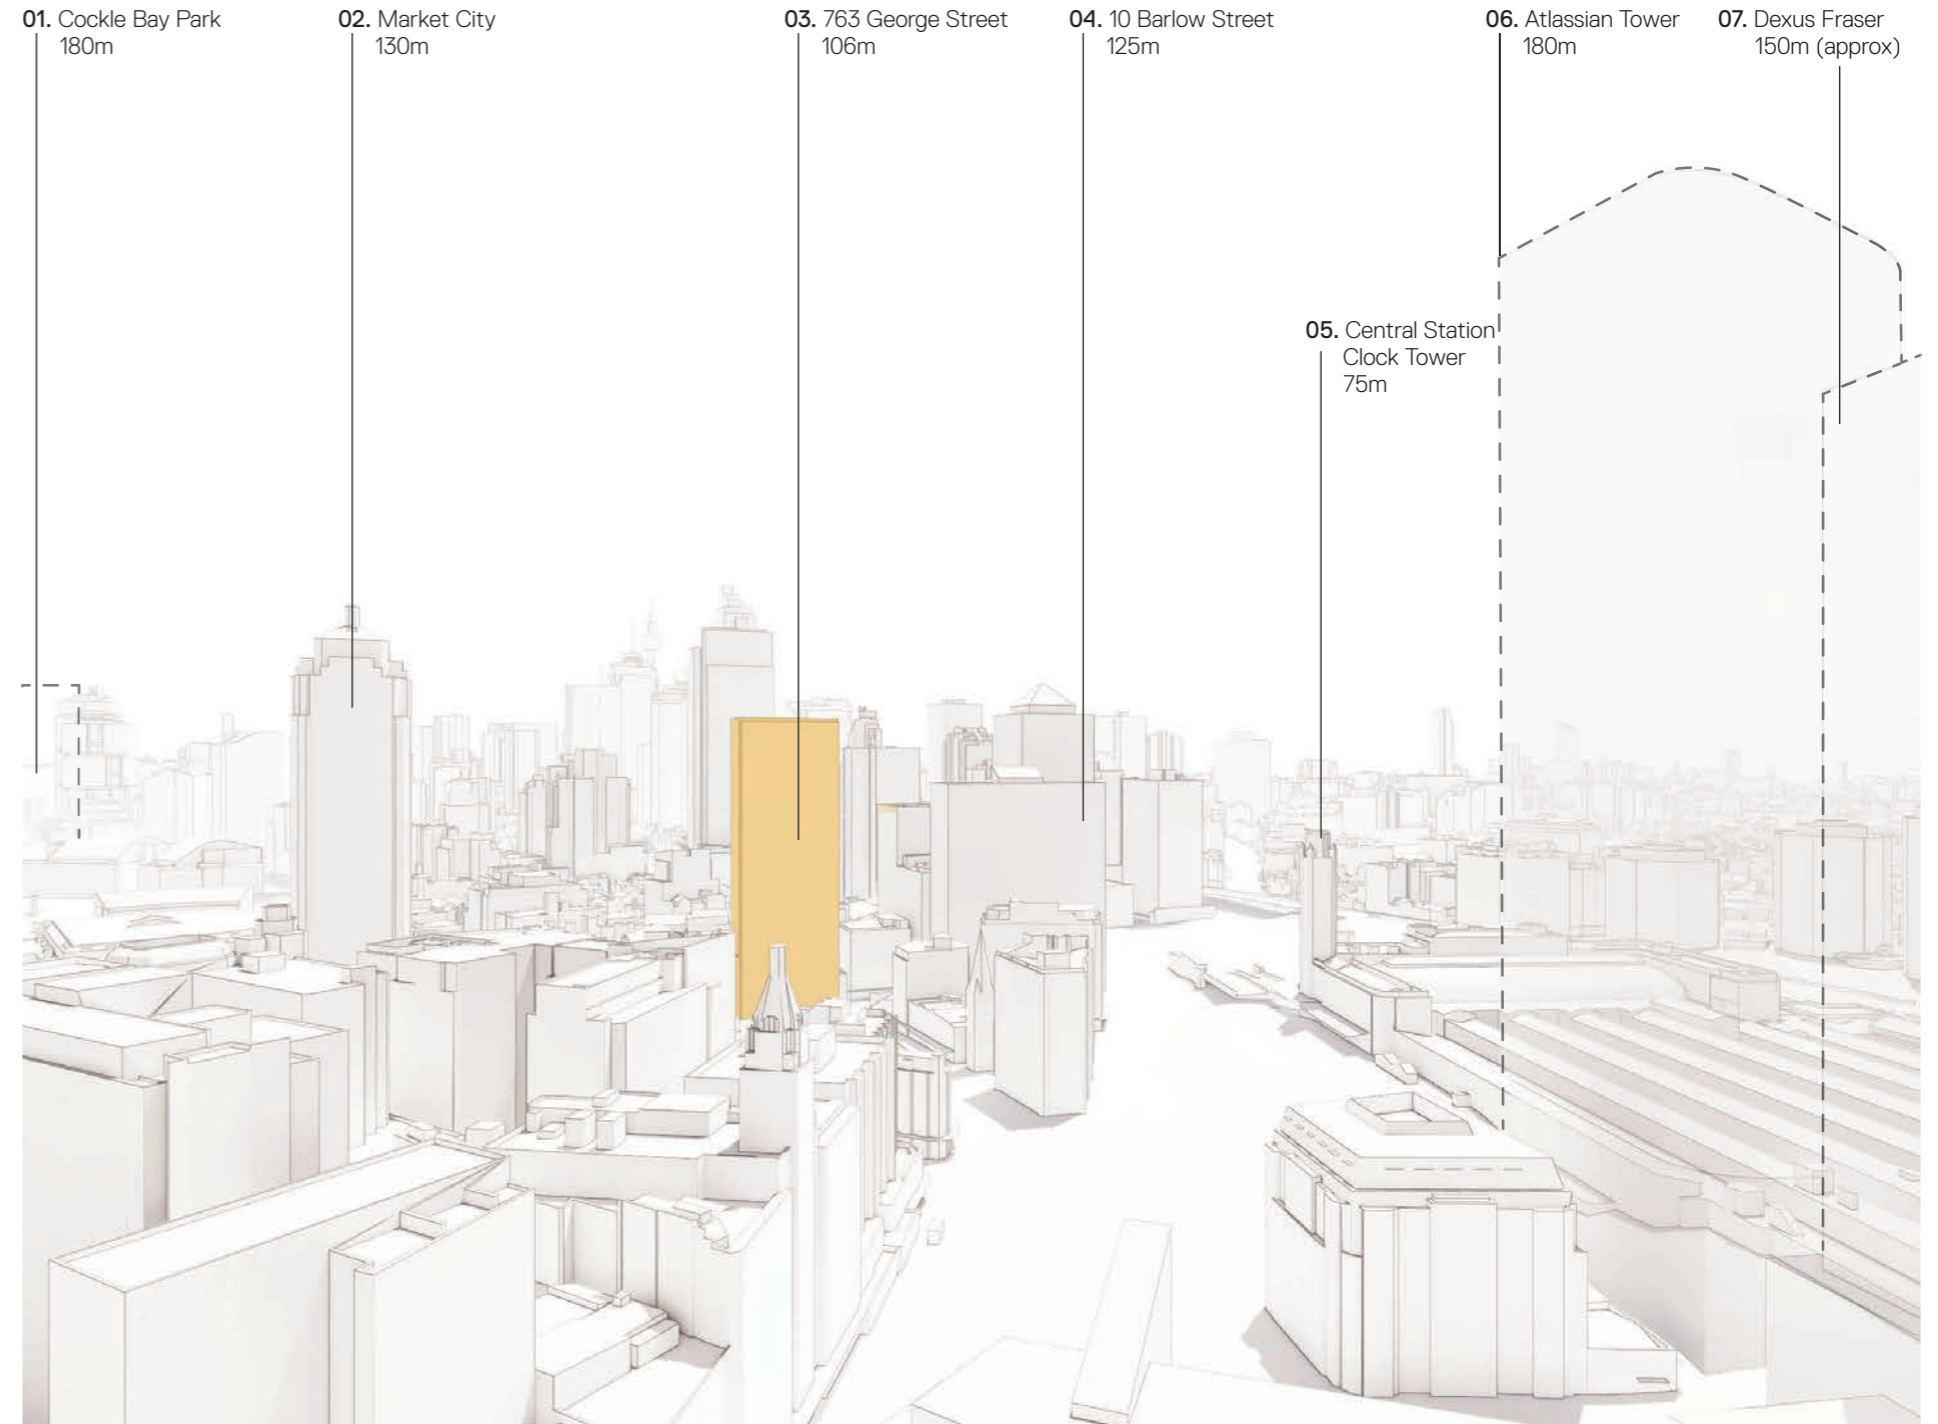 01. Cockle Bay Park
180m
02. Market City
130m
03. 763 George Street
106m
04. 10 Barlow Street
125m
05. Central Station
Clock Tower
75m
06. Atlassian Tower
180m
07. Dexus Fraser
150m (approx)